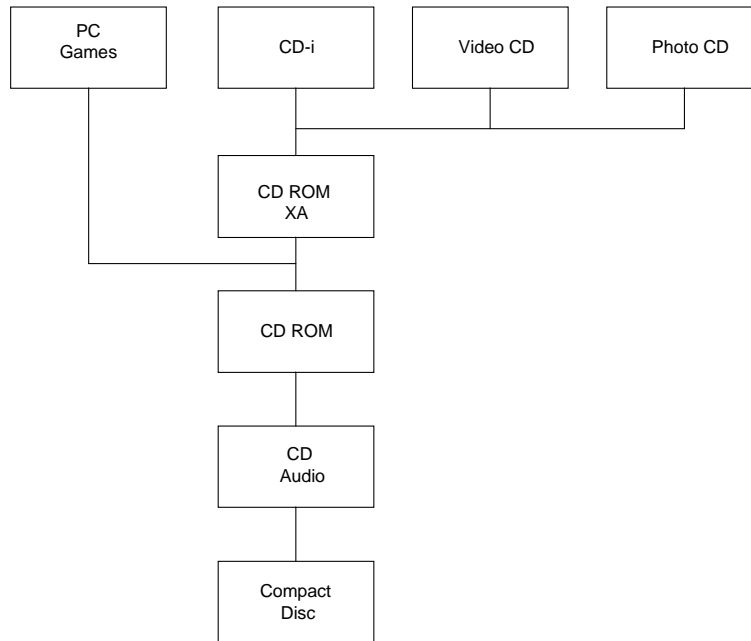 PC
Games
CD-i
Video CD
Photo CD
CD ROM
XA
CD ROM
CD
Audio
Compact
Disc